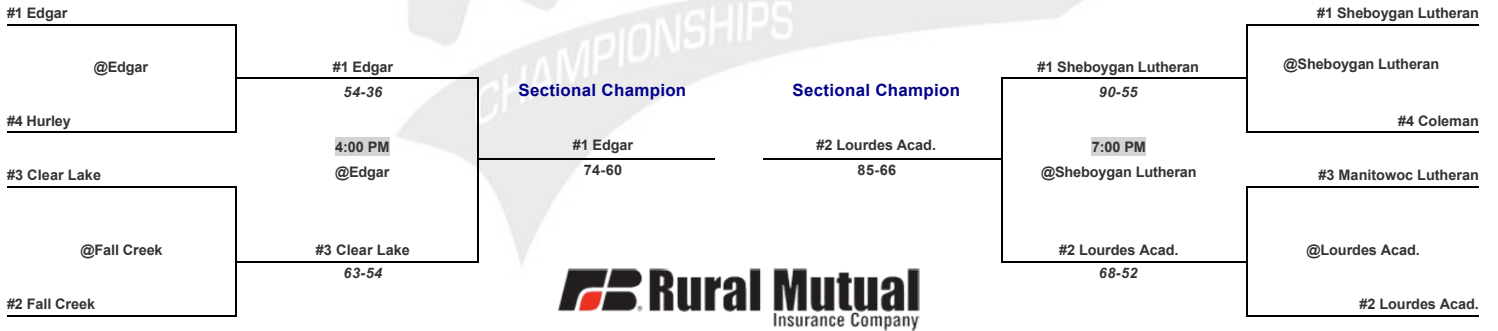 #1 Edgar
@Edgar
#4 Hurley
#3 Clear Lake
@Fall Creek
#2 Fall Creek
#1 Edgar
54-36
4:00 PM
@Edgar
#3 Clear Lake
63-54
CHAMPIONSHIPS
Sectional Champion
#1 Edgar
74-60
Sectional Champion
#2 Lourdes Acad.
85-66
Rural Mutual
Insurance Company
#1 Sheboygan Lutheran
90-55
7:00 PM
@Sheboygan Lutheran
#2 Lourdes Acad.
68-52
#1 Sheboygan Lutheran
@Sheboygan Lutheran
#4 Coleman
#3 Manitowoc Lutheran
@Lourdes Acad.
#2 Lourdes Acad.